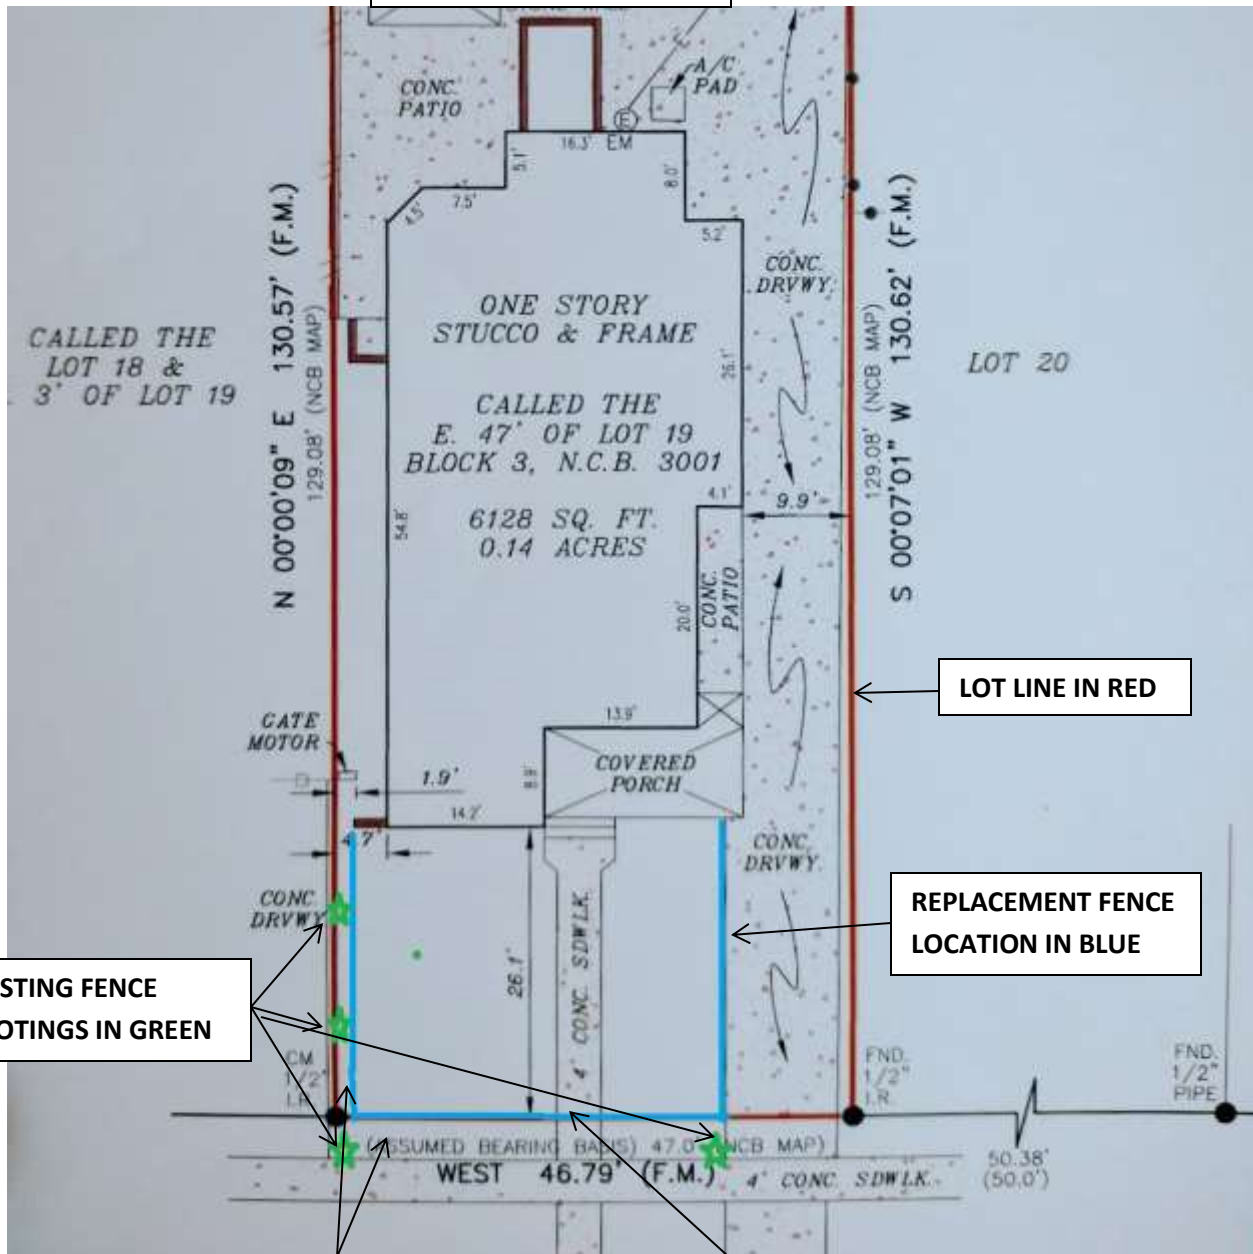 CONC.
PATIO
A/C
PAD
E
16.3'
EM
5.1'
8.0'
7.5'
4.5'
5.2'
N 00°00'09" E 130.57' (F.M.)
129.08' (NCB MAP)
CALLED THE
LOT 18 &
3' OF LOT 19
ONE STORY
STUCCO & FRAME
CALLED THE
E. 47' OF LOT 19
BLOCK 3, N.C.B. 3001
6128 SQ. FT.
0.14 ACRES
CONC.
DRVWY.
26.1'
S 00°07'01" W 130.62' (F.M.)
129.08' (NCB MAP)
LOT 20
54.8'
4.1'
9.9'
20.0'
CONC.
PATIO
LOT LINE IN RED
GATE
MOTOR
13.9'
COVERED
PORCH
8.9'
1.9'
14.2'
CONC.
DRVWY.
CONC.
DRVWY
26.1'
4' CONC. SDWLK.
REPLACEMENT FENCE
LOCATION IN BLUE
STING FENCE
OTINGS IN GREEN
CM
1/2"
I.R.
FND.
1/2"
I.R.
FND.
1/2"
PIPE
(ASSUMED BEARING BASIS) 47.0 NCB MAP)
WEST 46.79' (F.M.)
4' CONC. SDWLK.
50.38'
(50.0')